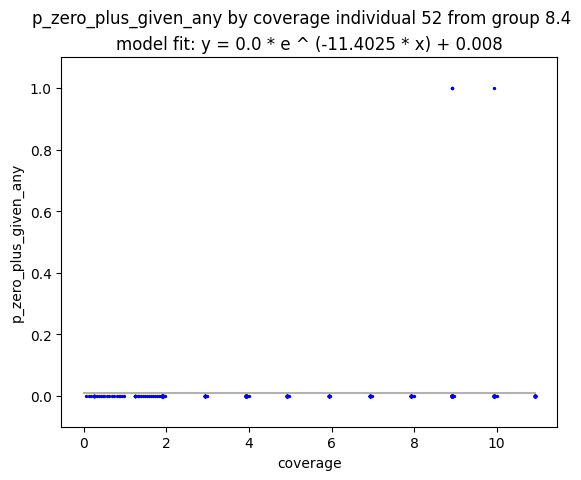 p_zero_plus_given_any by coverage individual 52 from group 8.4
model fit: y = 0.0 * e ^ (-11.4025 * x) + 0.008
1.0
0.8
0.6
0.4
0.2
0.0
p_zero_plus_given_any
0 2 4 6 8 10
coverage